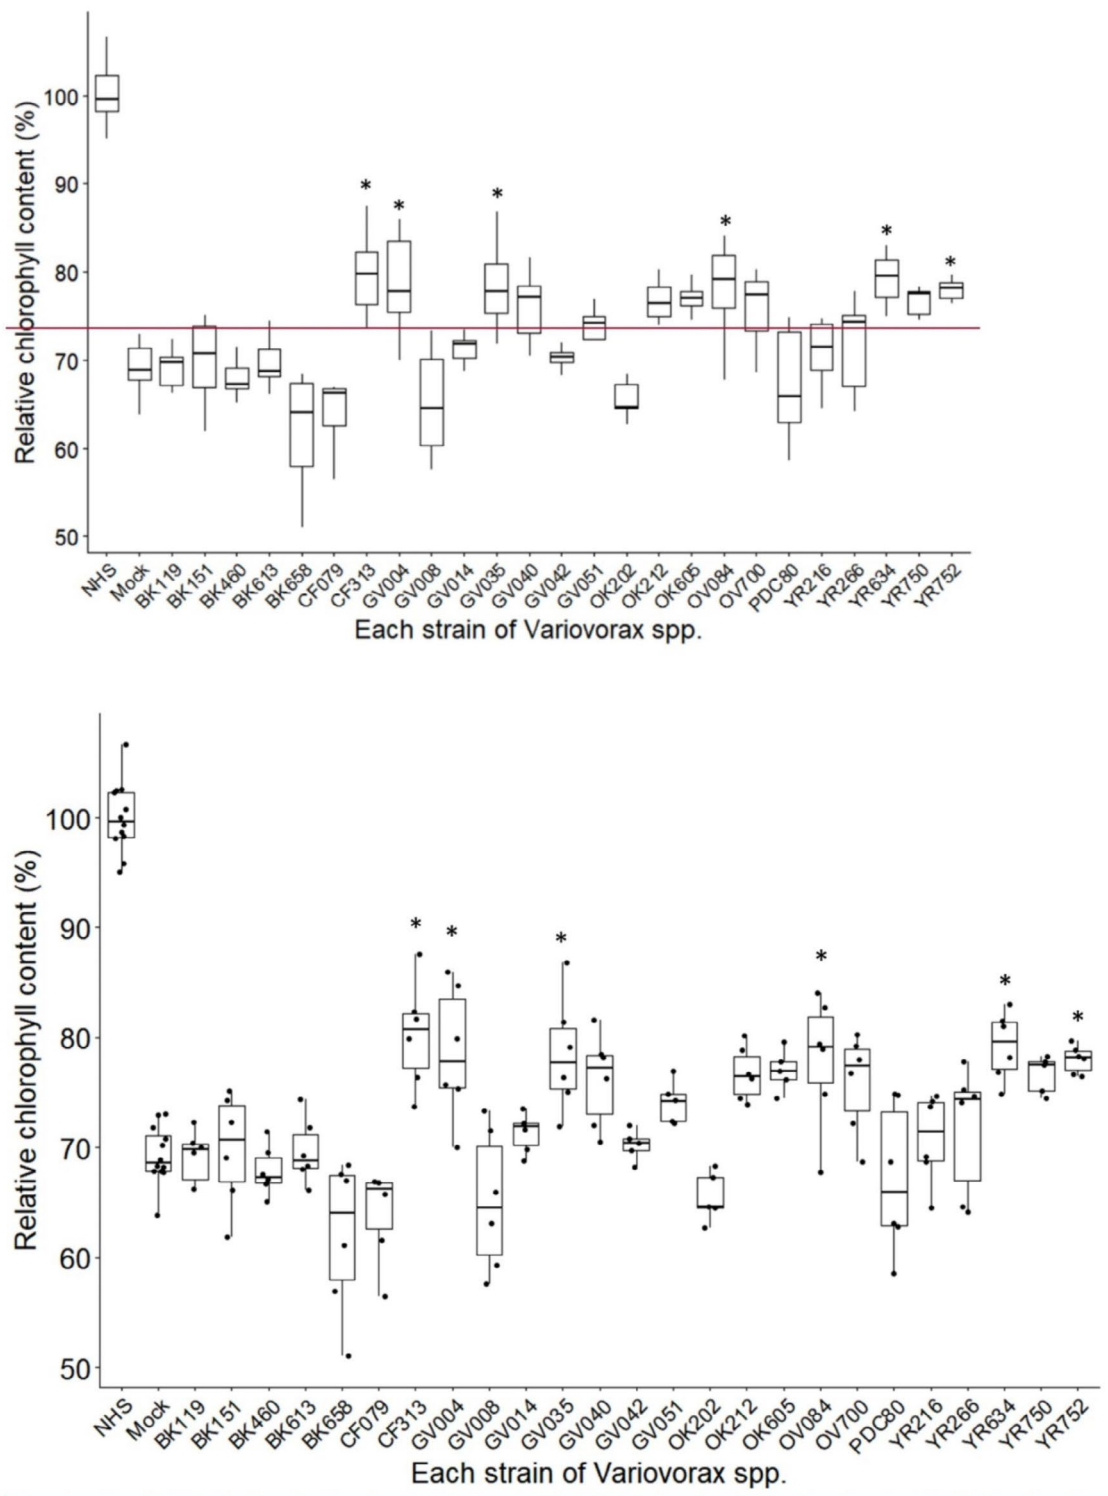 Relative chlorophyll content (%)
100
90
80
70
60
50
* * * * * *
NHS Mock BK119 BK151 BK460 BK613 BK658 CF079 CF313 GV004 GV008 GV014 GV035 GV040 GV042 GV051 OK202 OK212 OK605 OV084 OV700 PDC80 YR216 YR266 YR634 YR750 YR752
Each strain of Variovorax spp.
Relative chlorophyll content (%)
100
90
80
70
60
50
* * * * * *
NHS Mock BK119 BK151 BK460 BK613 BK658 CF079 CF313 GV004 GV008 GV014 GV035 GV040 GV042 GV051 OK202 OK212 OK605 OV084 OV700 PDC80 YR216 YR266 YR634 YR750 YR752
Each strain of Variovorax spp.